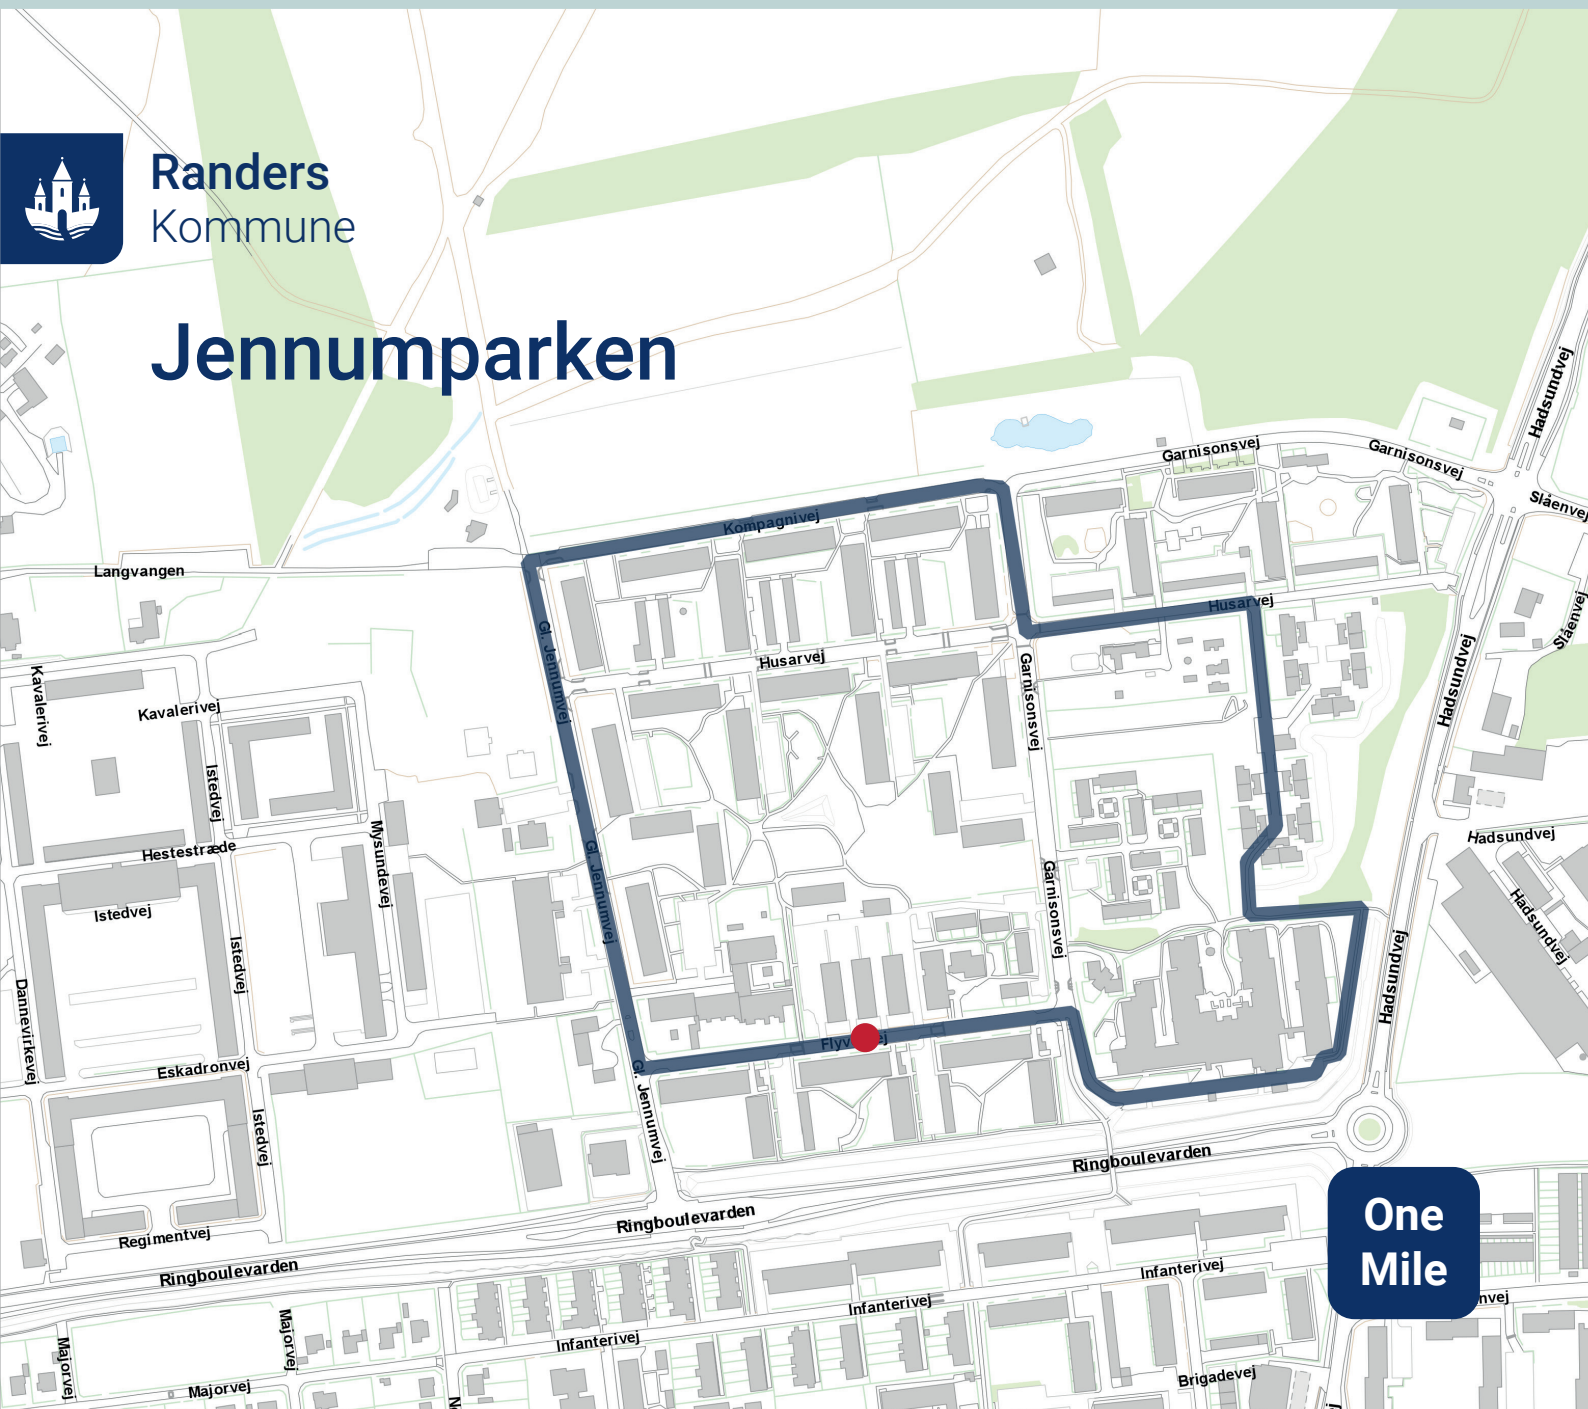 Randers
Kommune
Jennumparken
Hadsundvej
Garnisonsvej
Garnisonsvej
Slåenvej
Kompagnivej
Langvangen
Husarvej
Slåenvej
Gl. Jennumvej
Husarvej
Garnisonsvej
Hadsundvej
Kavalerivej
Kavalerivej
Istedvej
Mysundevej
Hestestræde
Hadsundvej
Gl. Jennumvej
Garnisonsvej
Istedvej
Hadsundvej
Istedvej
Hadsundvej
Dannevirkevej
Eskadronvej
Gl. Jennumvej
Istedvej
Ringboulevarden
Ringboulevarden
Regimentvej
Ringboulevarden
One
Mile
Infanterivej
Infanterivej
nvej
Infanterivej
Majorvej
Majorvej
Majorvej
Brigadevej